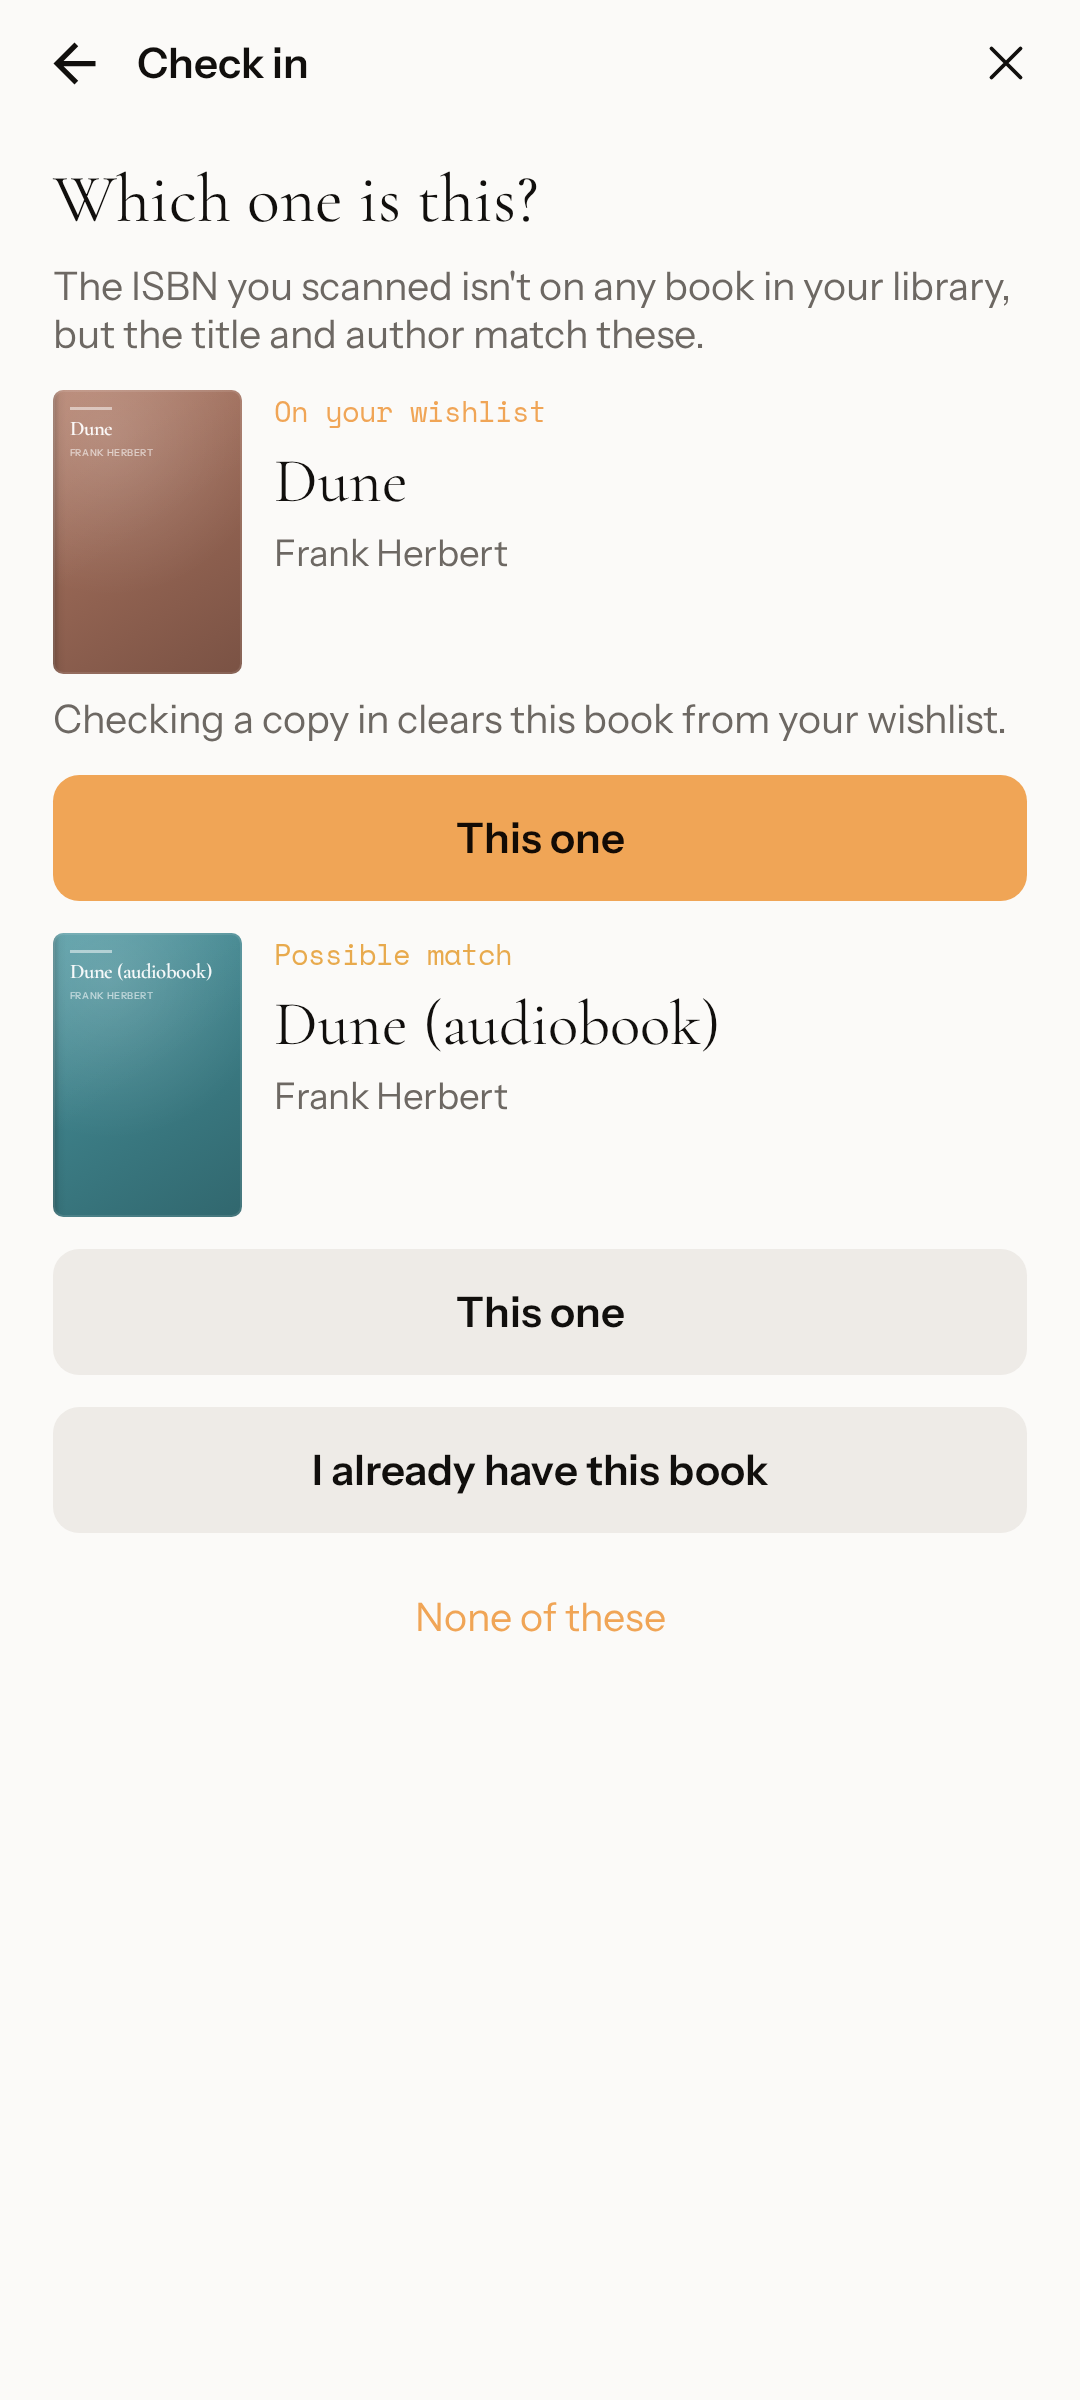 Check in
Which one is this?
The ISBN you scanned isn't on any book in your library,
but the title and author match these.
Dune
FRANK HERBERT
On your wishlist
Dune
Frank Herbert
Checking a copy in clears this book from your wishlist.
This one
Dune (audiobook)
FRANK HERBERT
Possible match
Dune (audiobook)
Frank Herbert
This one
I already have this book
None of these